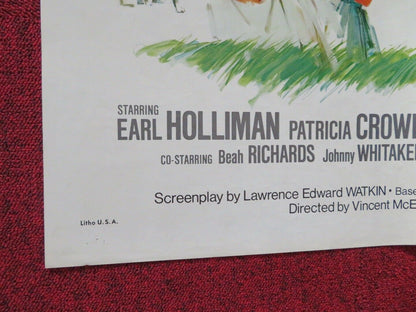 STARRING
EARL HOLLIMAN PATRICIA CROW
CO-STARRING Beah RICHARDS Johnny WHITAKE
Screenplay by Lawrence Edward WATKIN • Base
Directed by Vincent McE
Litho U.S.A.